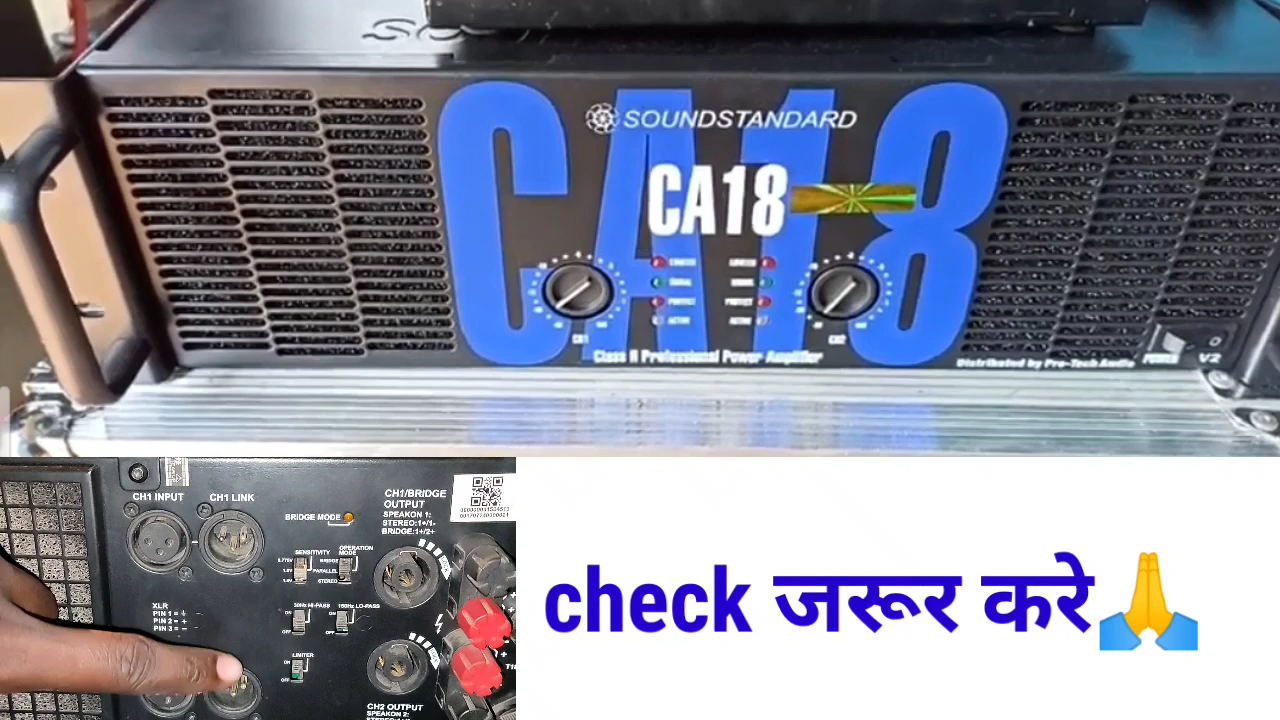 CA18
SOUNDSTANDARD
CA18
LIMITER
SIGNAL
PROTECT
ACTIVE
LIMITER
SIGNAL
PROTECT
ACTIVE
CH1
CH2
Class H Professional Power Amplifier
Distributed by Pro-Tech Audio
POWER
V2
CH1 INPUT
CH1 LINK
CH1/BRIDGE
OUTPUT
SPEAKON 1:
STEREO:1+/1-
BRIDGE:1+/2+
BRIDGE MODE
SENSITIVITY
OPERATION
MODE
0.775V
BRIDGE
PARALLEL
STEREO
30Hz HI-PASS
150Hz LO-PASS
ON
OFF
ON
OFF
LIMITER
ON
OFF
XLR
PIN 1 =
PIN 2 = +
PIN 3 = -
CH2 OUTPUT
SPEAKON 2:
check जरूर करे🙏